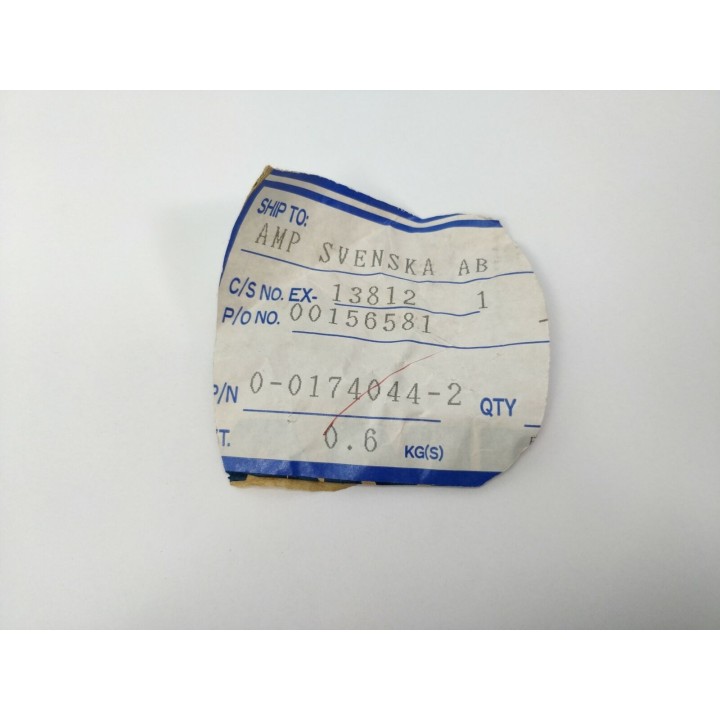 SHIP TO:
AMP SVENSKA AB
C/S NO. EX- 13812 1
P/O NO. 00156581
P/N 0-0174044-2 QTY
T. 0.6 KG(S)